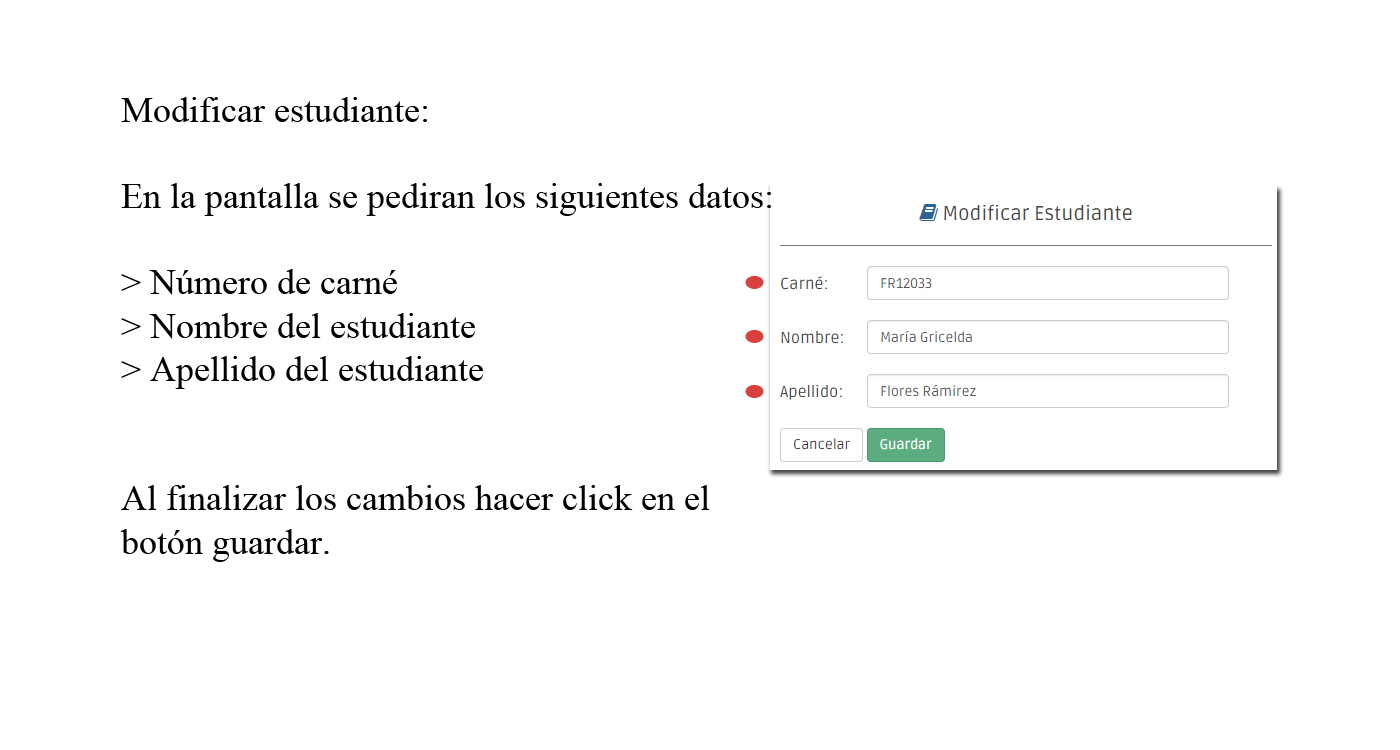 Modificar estudiante:
En la pantalla se pediran los siguientes datos:
> Número de carné
> Nombre del estudiante
> Apellido del estudiante
Al finalizar los cambios hacer click en el
botón guardar.
Modificar Estudiante
Carné: FR12033
Nombre: María Gricelda
Apellido: Flores Rámirez
Cancelar Guardar